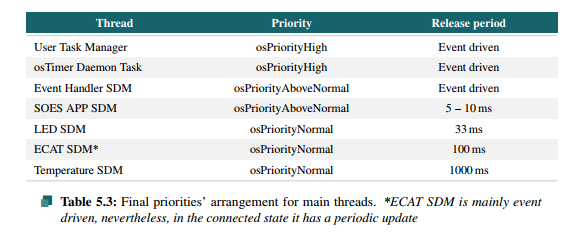 Thread Priority Release period
User Task Manager osPriorityHigh Event driven
osTimer Daemon Task osPriorityHigh Event driven
Event Handler SDM osPriorityAboveNormal Event driven
SOES APP SDM osPriorityAboveNormal 5 – 10 ms
LED SDM osPriorityNormal 33 ms
ECAT SDM* osPriorityNormal 100 ms
Temperature SDM osPriorityNormal 1000 ms
Table 5.3: Final priorities’ arrangement for main threads. *ECAT SDM is mainly event
driven, nevertheless, in the connected state it has a periodic update